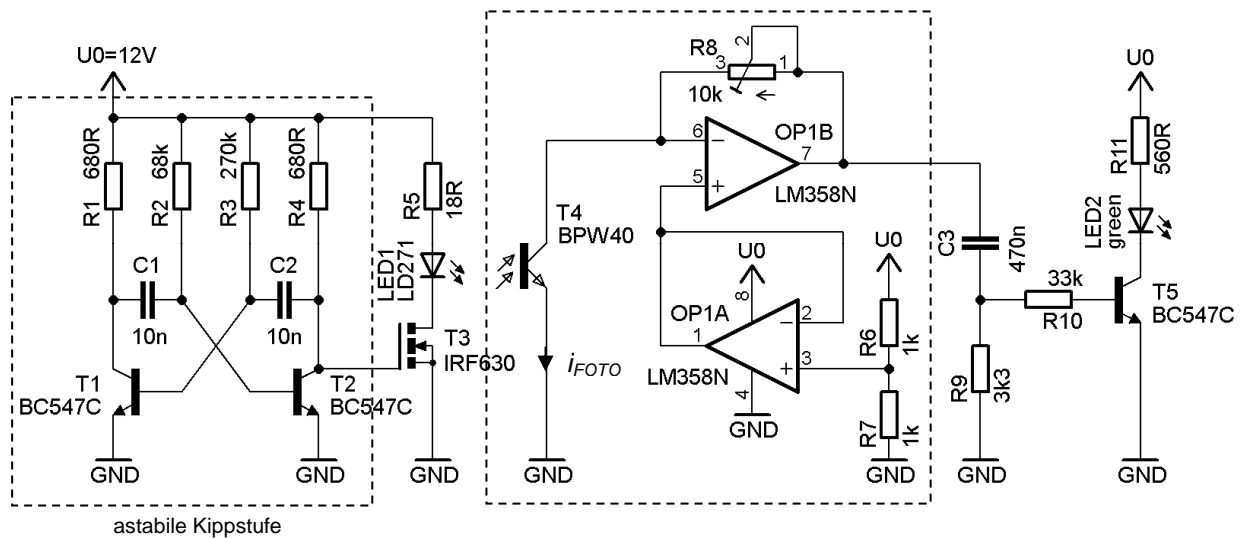 U0=12V
680R
R1
68k
R2
270k
R3
680R
R4
R5
18R
C1
10n
C2
10n
LED1
LD271
T1
BC547C
T2
BC547C
T3
IRF630
GND
GND
GND
astabile Kippstufe
T4
BPW40
iFOTO
GND
R8
3
2
1
10k
6
5
7
OP1B
LM358N
U0
8
OP1A
1
2
3
4
LM358N
GND
U0
R6
1k
R7
1k
GND
C3
470n
33k
R10
R9
3k3
GND
U0
R11
560R
LED2
green
T5
BC547C
GND